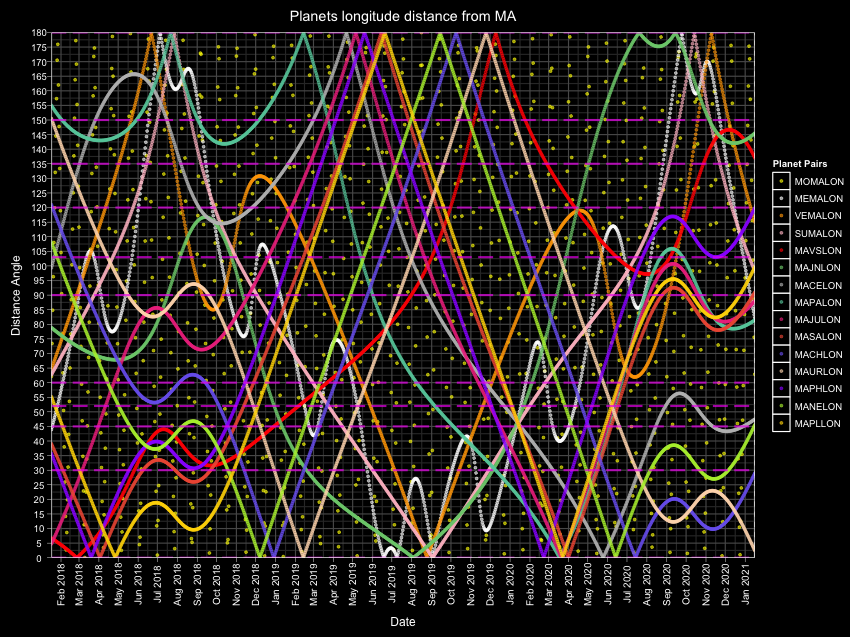 Planets longitude distance from MA
180
175
170
165
160
155
150
145
140
135
130
125
120
115
110
105
100
95
90
85
80
75
70
65
60
55
50
45
40
35
30
25
20
15
10
5
0
Distance Angle
Feb 2018
Mar 2018
Apr 2018
May 2018
Jun 2018
Jul 2018
Aug 2018
Sep 2018
Oct 2018
Nov 2018
Dec 2018
Jan 2019
Feb 2019
Mar 2019
Apr 2019
May 2019
Jun 2019
Jul 2019
Aug 2019
Sep 2019
Oct 2019
Nov 2019
Dec 2019
Jan 2020
Feb 2020
Mar 2020
Apr 2020
May 2020
Jun 2020
Jul 2020
Aug 2020
Sep 2020
Oct 2020
Nov 2020
Dec 2020
Jan 2021
Date
Planet Pairs
MOMALON
MEMALON
VEMALON
SUMALON
MAVSLON
MAJNLON
MACELON
MAPALON
MAJULON
MASALON
MACHLON
MAURLON
MAPHLON
MANELON
MAPLLON